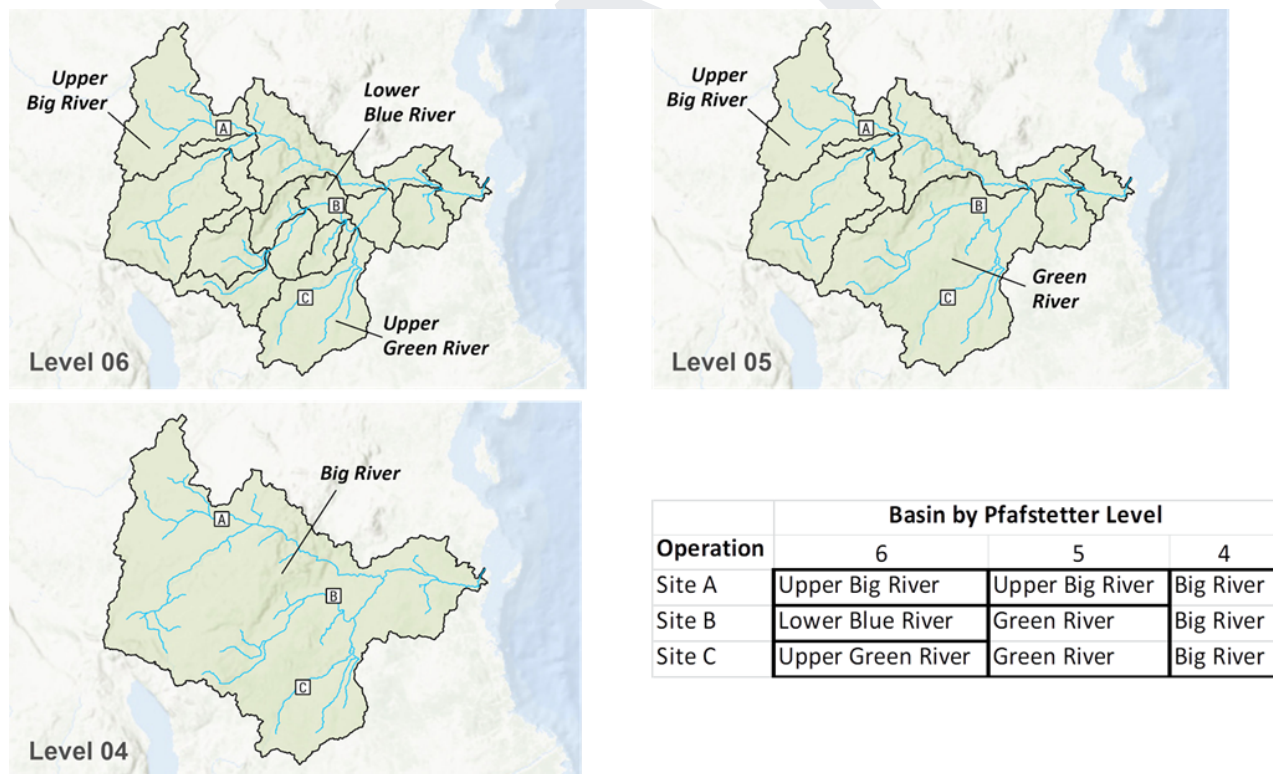 Upper
Big River
Lower
Blue River
A
B
C
Upper
Green River
Level 06
Upper
Big River
A
B
Green
River
C
Level 05
Big River
A
B
C
Level 04
Basin by Pfafstetter Level
Operation 6 5 4
Site A Upper Big River Upper Big River Big River
Site B Lower Blue River Green River Big River
Site C Upper Green River Green River Big River